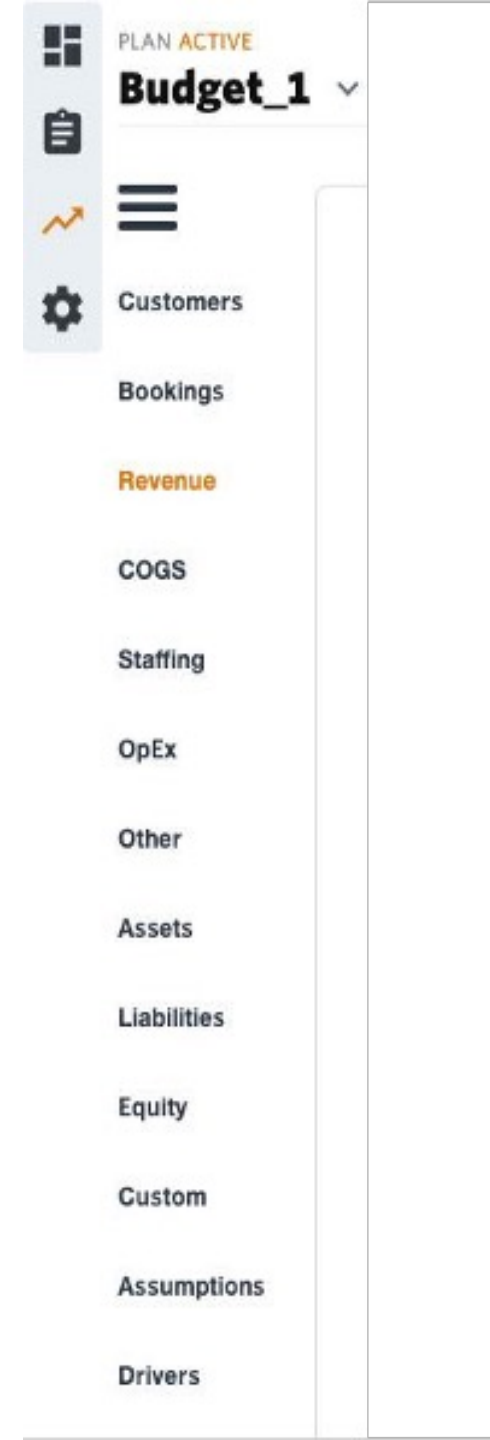 PLAN ACTIVE
Budget_1
Customers
Bookings
Revenue
COGS
Staffing
OpEx
Other
Assets
Liabilities
Equity
Custom
Assumptions
Drivers